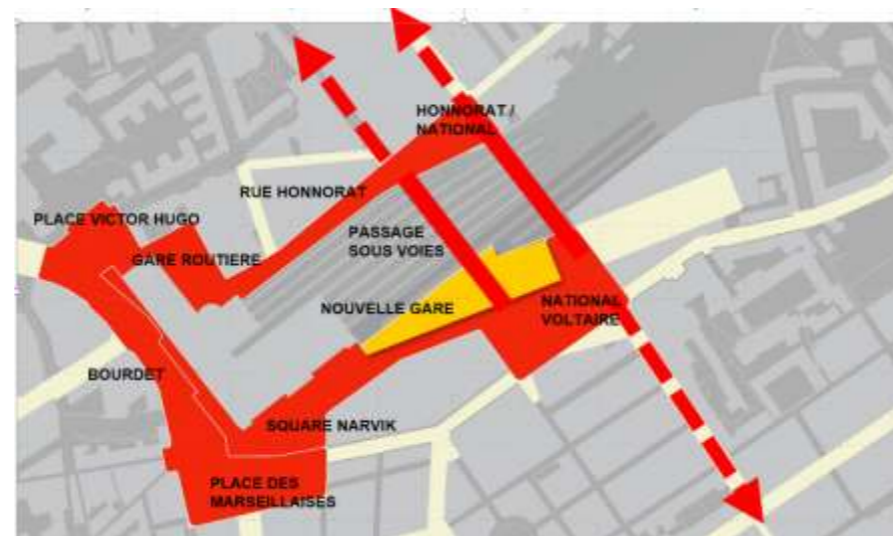 HONNORAT /
NATIONAL
RUE HONNORAT
PLACE VICTOR HUGO
PASSAGE
SOUS VOIES
GARE ROUTIERE
NOUVELLE GARE
NATIONAL
VOLTAIRE
BOURDET
SQUARE NARVIK
PLACE DES
MARSEILLAISES